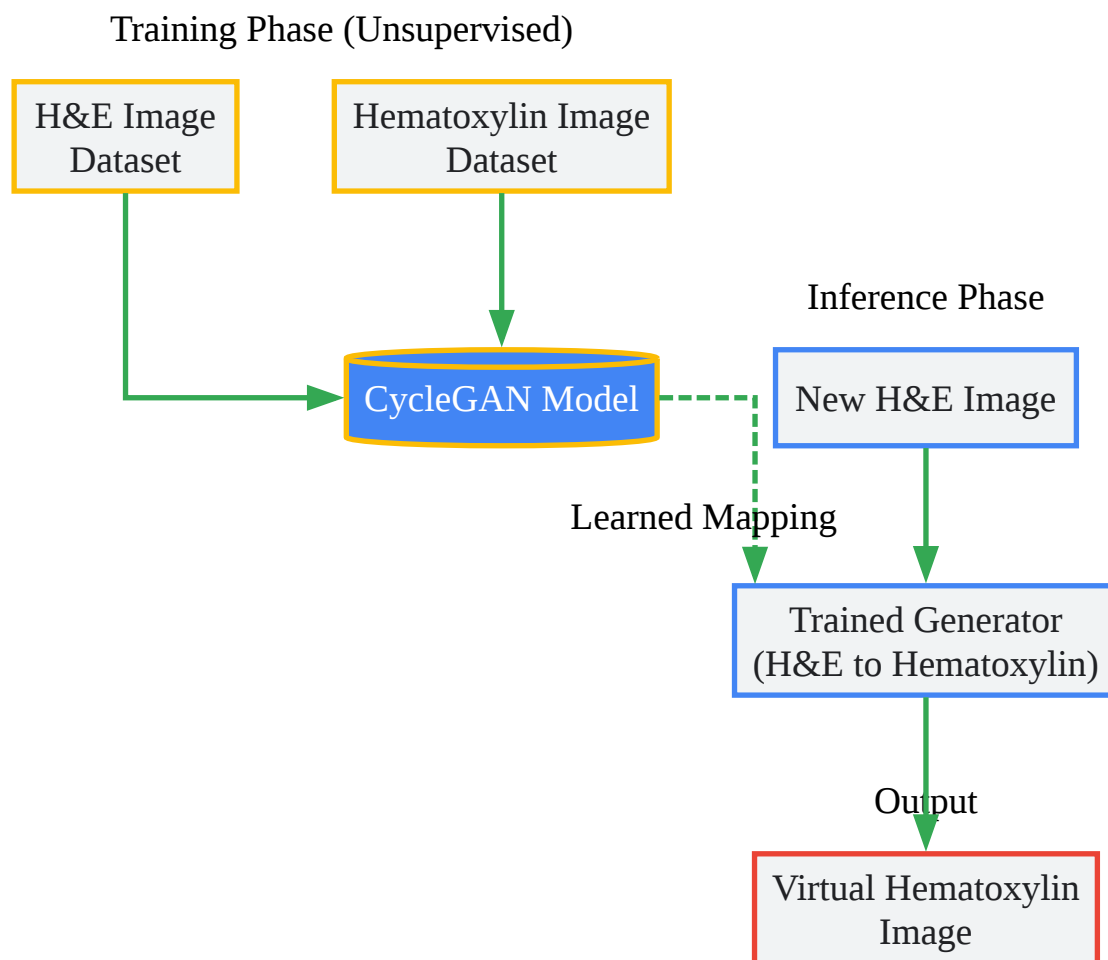 Training Phase (Unsupervised)
H&E Image
Dataset
Hematoxylin Image
Dataset
CycleGAN Model
Inference Phase
New H&E Image
Learned Mapping
Trained Generator
(H&E to Hematoxylin)
Output
Virtual Hematoxylin
Image